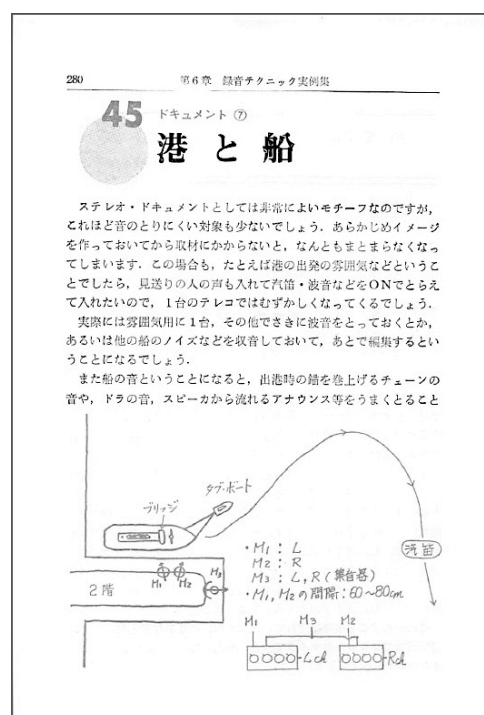 280
第6章 録音テクニック実例集
45
ドキュメント ⑦
港と船
ステレオ・ドキュメントとしては非常によいモチーフなのですが,
これほど音のとりにくい対象も少ないでしょう.あらかじめイメージ
を作っておいてから取材にかからないと,なんともまとまらなくなっ
てしまいます.この場合も,たとえば港の出発の雰囲気などというこ
とでしたら,見送りの人の声も入れて汽笛・波音などをONでとらえ
て入れたいので,1台のテレコではむずかしくなってくるでしょう.
実際には雰囲気用に1台,その他でさきに波音をとっておくとか,
あるいは他の船のノイズなどを収音しておいて,あとで編集するとい
うことになるでしょう.
また船の音ということになると,出港時の錨を巻上げるチェーンの
音や,ドラの音,スピーカから流れるアナウンス等をうまくとること
タグ・ボート
ブリッジ
汽笛
2階
M1
M2
M3
・M1 : L
M2 : R
M3 : L,R(集音器)
・M1,M2の間隔:60~80cm
M1
M3
M2
Lch
Rch